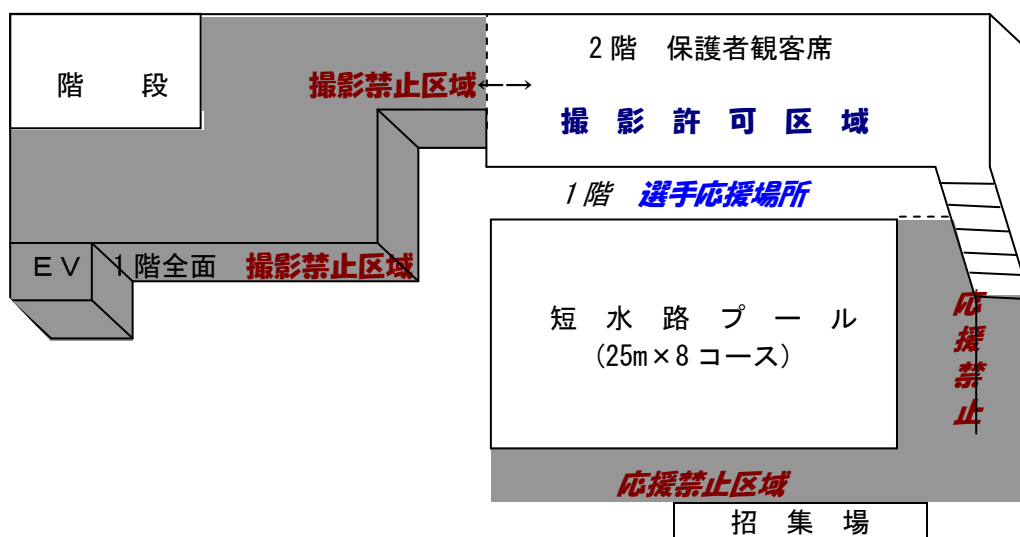 2階 保護者観客席
階 段
撮影禁止区域←→
撮影許可区域
1階 選手応援場所
EV 1階全面 撮影禁止区域
短水路プール
(25m×8コース)
応援禁止
応援禁止区域
招集場